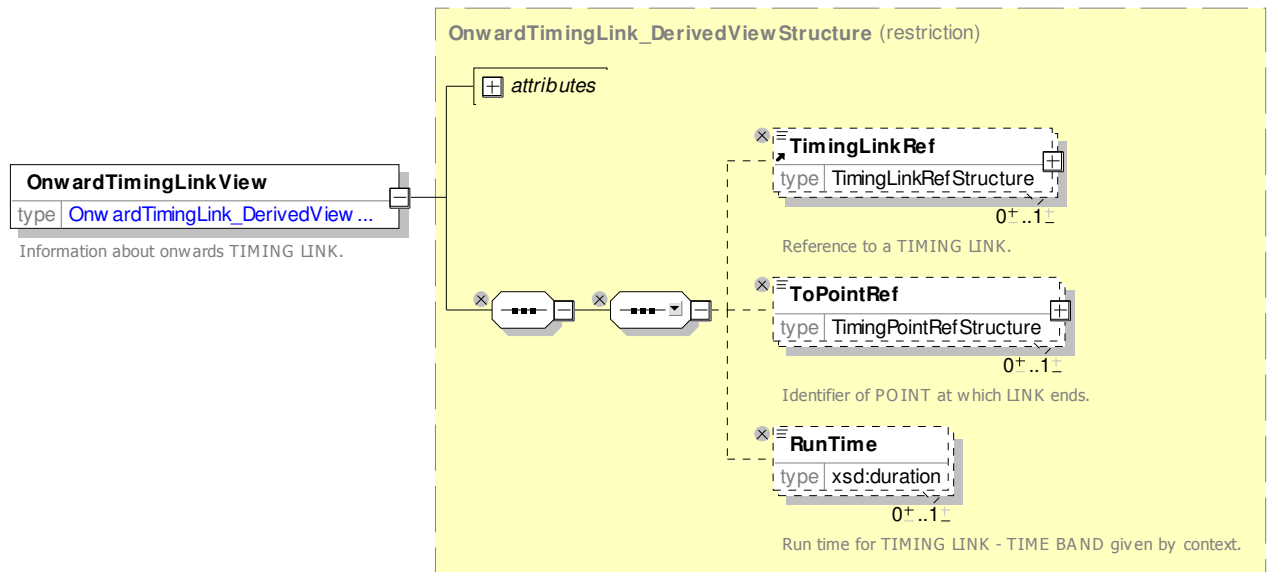 OnwardTimingLink_DerivedViewStructure (restriction)
attributes
OnwardTimingLinkView
type OnwardTimingLink_DerivedView ...
Information about onwards TIMING LINK.
TimingLinkRef
type TimingLinkRefStructure
0±..1±
Reference to a TIMING LINK.
ToPointRef
type TimingPointRefStructure
0±..1±
Identifier of POINT at which LINK ends.
RunTime
type xsd:duration
0±..1±
Run time for TIMING LINK - TIME BAND given by context.